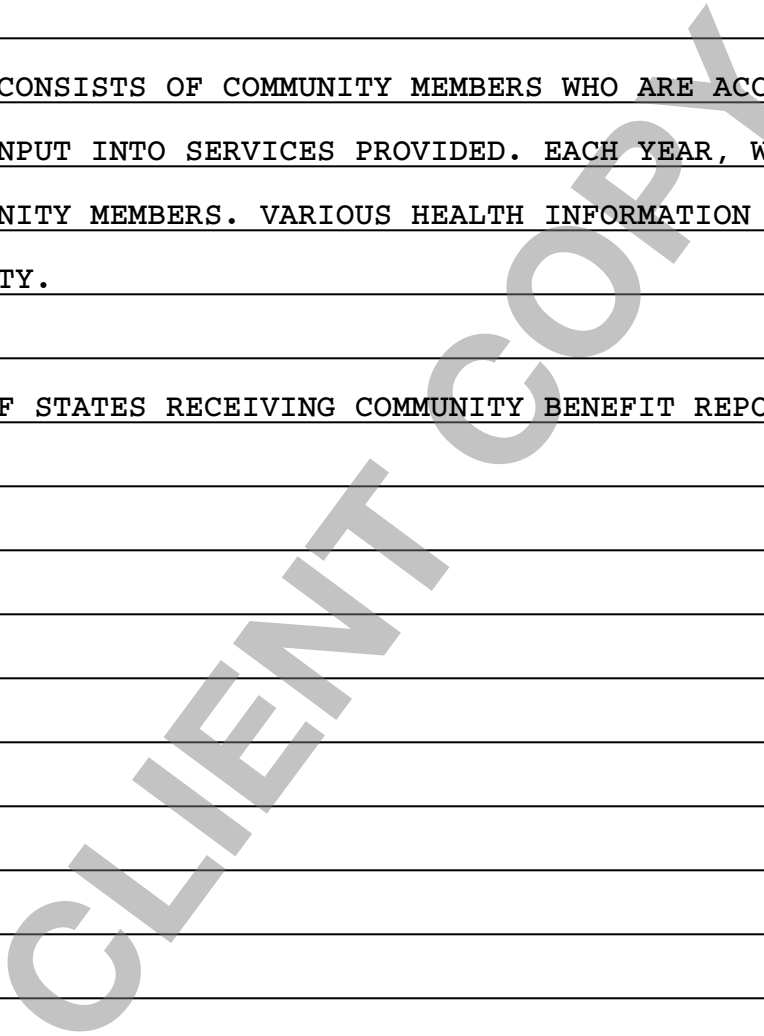 CONSISTS OF COMMUNITY MEMBERS WHO ARE ACC
NPUT INTO SERVICES PROVIDED. EACH YEAR, W
NITY MEMBERS. VARIOUS HEALTH INFORMATION
TY.
F STATES RECEIVING COMMUNITY BENEFIT REPO
CLIENT COPY